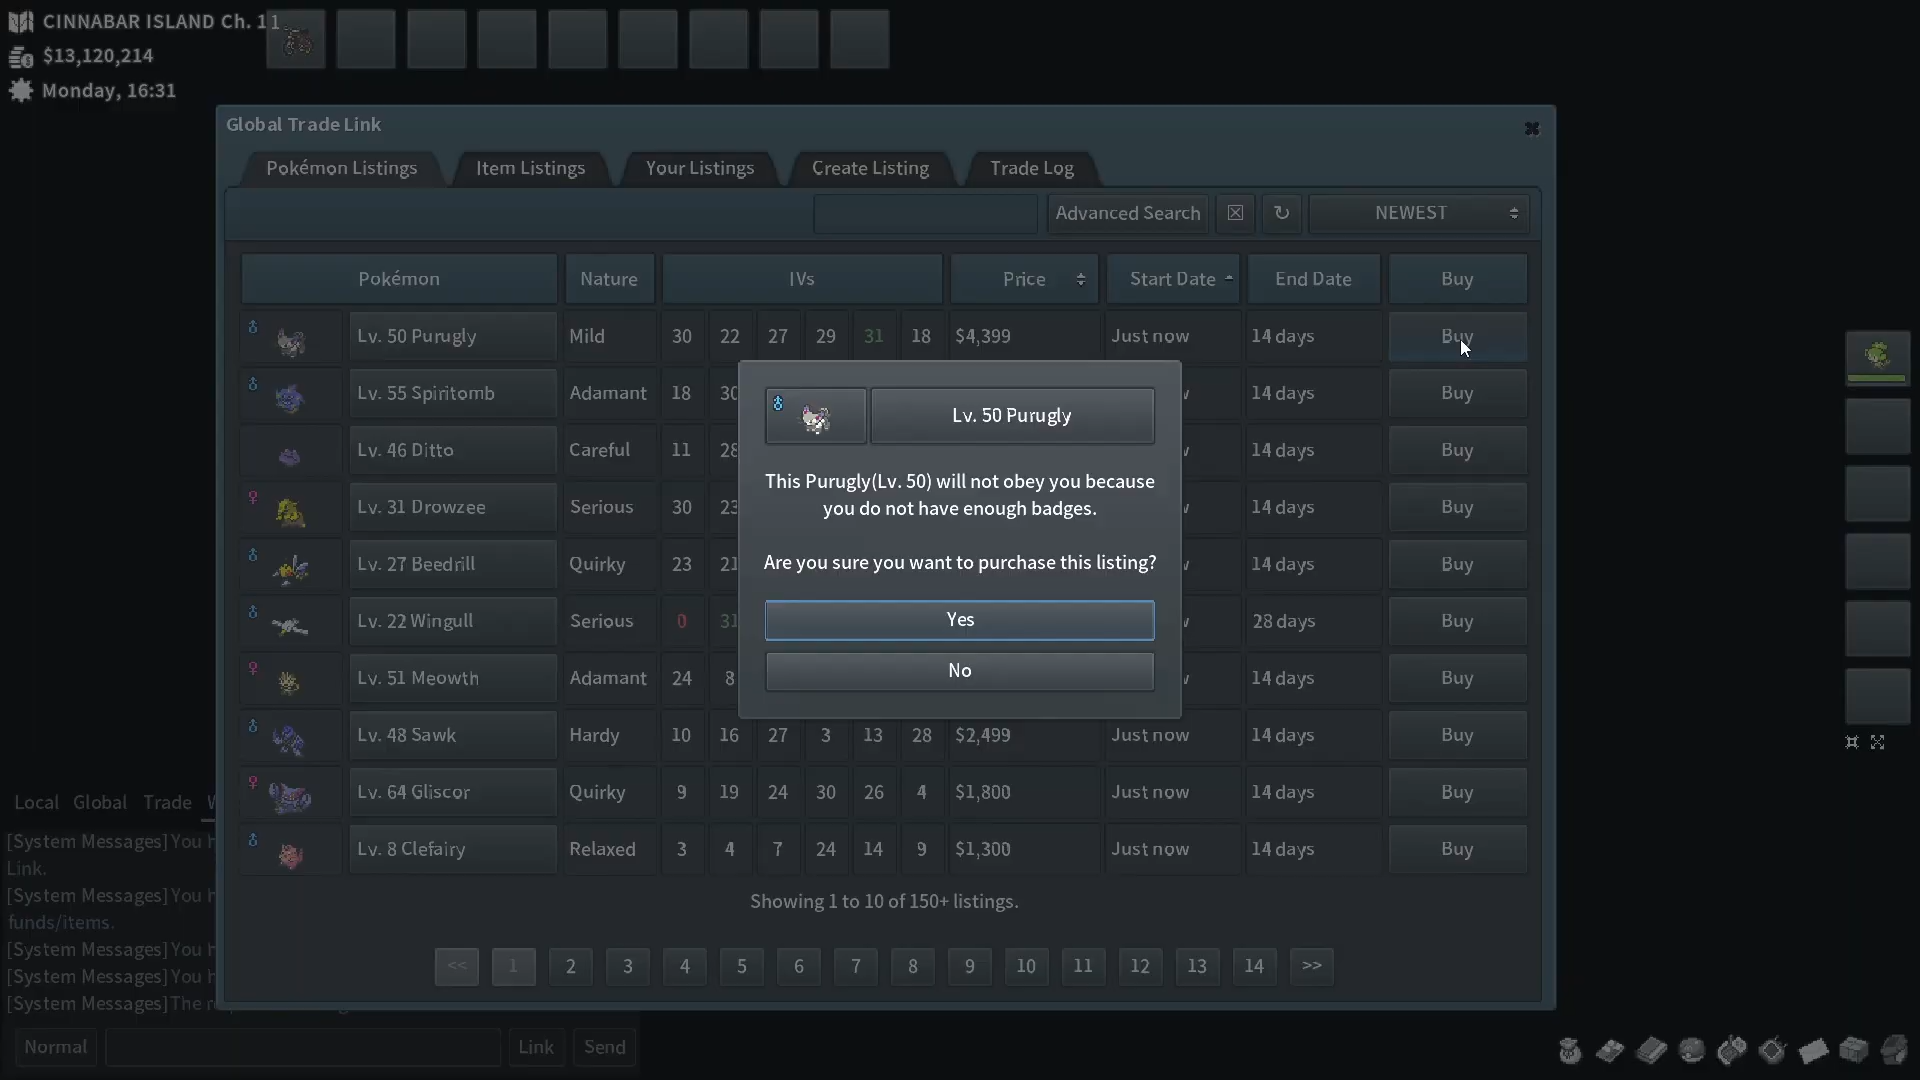 CINNABAR ISLAND Ch. 11
$13,120,214
Monday, 16:31
Global Trade Link
Pokémon Listings Item Listings Your Listings Create Listing Trade Log
Advanced Search NEWEST
Pokémon Nature IVs Price Start Date End Date Buy
Lv. 50 Purugly Mild 30 22 27 29 31 18 $4,399 Just now 14 days Buy
Lv. 55 Spiritomb Adamant 18 30 14 days Buy
Lv. 46 Ditto Careful 11 28 14 days Buy
Lv. 31 Drowzee Serious 30 23 14 days Buy
Lv. 27 Beedrill Quirky 23 21 14 days Buy
Lv. 22 Wingull Serious 0 31 28 days Buy
Lv. 51 Meowth Adamant 24 8 14 days Buy
Lv. 48 Sawk Hardy 10 16 27 3 13 28 $2,499 Just now 14 days Buy
Lv. 64 Gliscor Quirky 9 19 24 30 26 4 $1,800 Just now 14 days Buy
Lv. 8 Clefairy Relaxed 3 4 7 24 14 9 $1,300 Just now 14 days Buy
Lv. 50 Purugly
This Purugly(Lv. 50) will not obey you because
you do not have enough badges.
Are you sure you want to purchase this listing?
Yes
No
Showing 1 to 10 of 150+ listings.
<< 1 2 3 4 5 6 7 8 9 10 11 12 13 14 >>
Local Global Trade
[System Messages] You
Link.
[System Messages] You
funds/items.
[System Messages] You
[System Messages] You
[System Messages] The
Normal Link Send